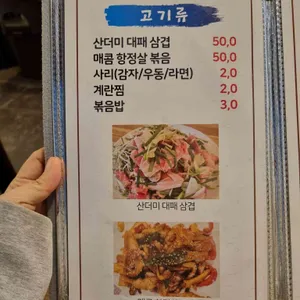 고기류
산더미 대패 삼겹 50,0
매콤 항정살 볶음 50,0
사리(감자/우동/라면) 2,0
계란찜 2,0
볶음밥 3,0
산더미 대패 삼겹